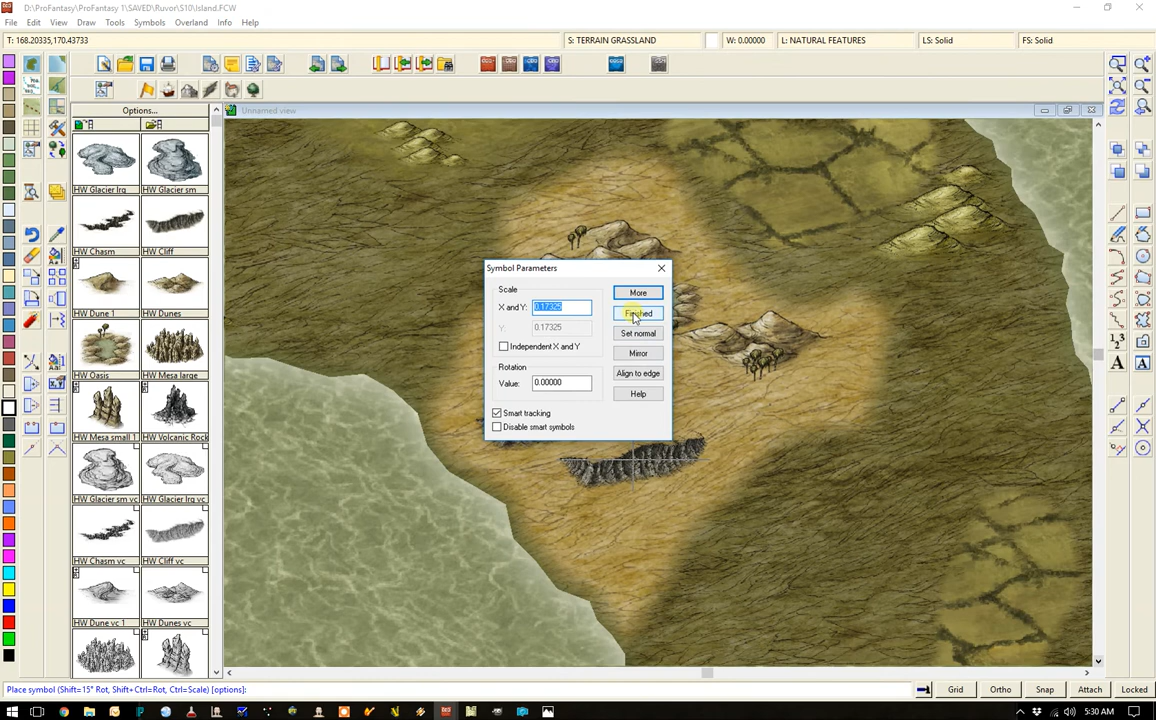 D:\ProFantasy\ProFantasy\SAVED\Ruvor\S10\Island.FCW
File Edit View Draw Tools Symbols Overland Info Help
T: 168.20335,170.43733
S: TERRAIN GRASSLAND
W: 0.00000
L: NATURAL FEATURES
LS: Solid
FS: Solid
Options...
Unnamed view
HW Glacier lrg
HW Glacier sm
HW Chasm
HW Cliff
HW Dune 1
HW Dunes
HW Oasis
HW Mesa large
HW Mesa small 1
HW Volcanic Rock
HW Glacier sm vc
HW Glacier lrg vc
HW Chasm vc
HW Cliff vc
HW Dune vc 1
HW Dunes vc
Symbol Parameters
Scale
X and Y: 0.17325
Y: 0.17325
Independent X and Y
Rotation
Value: 0.00000
Smart tracking
Disable smart symbols
More
Finished
Set normal
Mirror
Align to edge
Help
Place symbol (Shift=15° Rot, Shift+Ctrl=Rot, Ctrl=Scale) [options]:
Grid
Ortho
Snap
Attach
Locked
5:30 AM